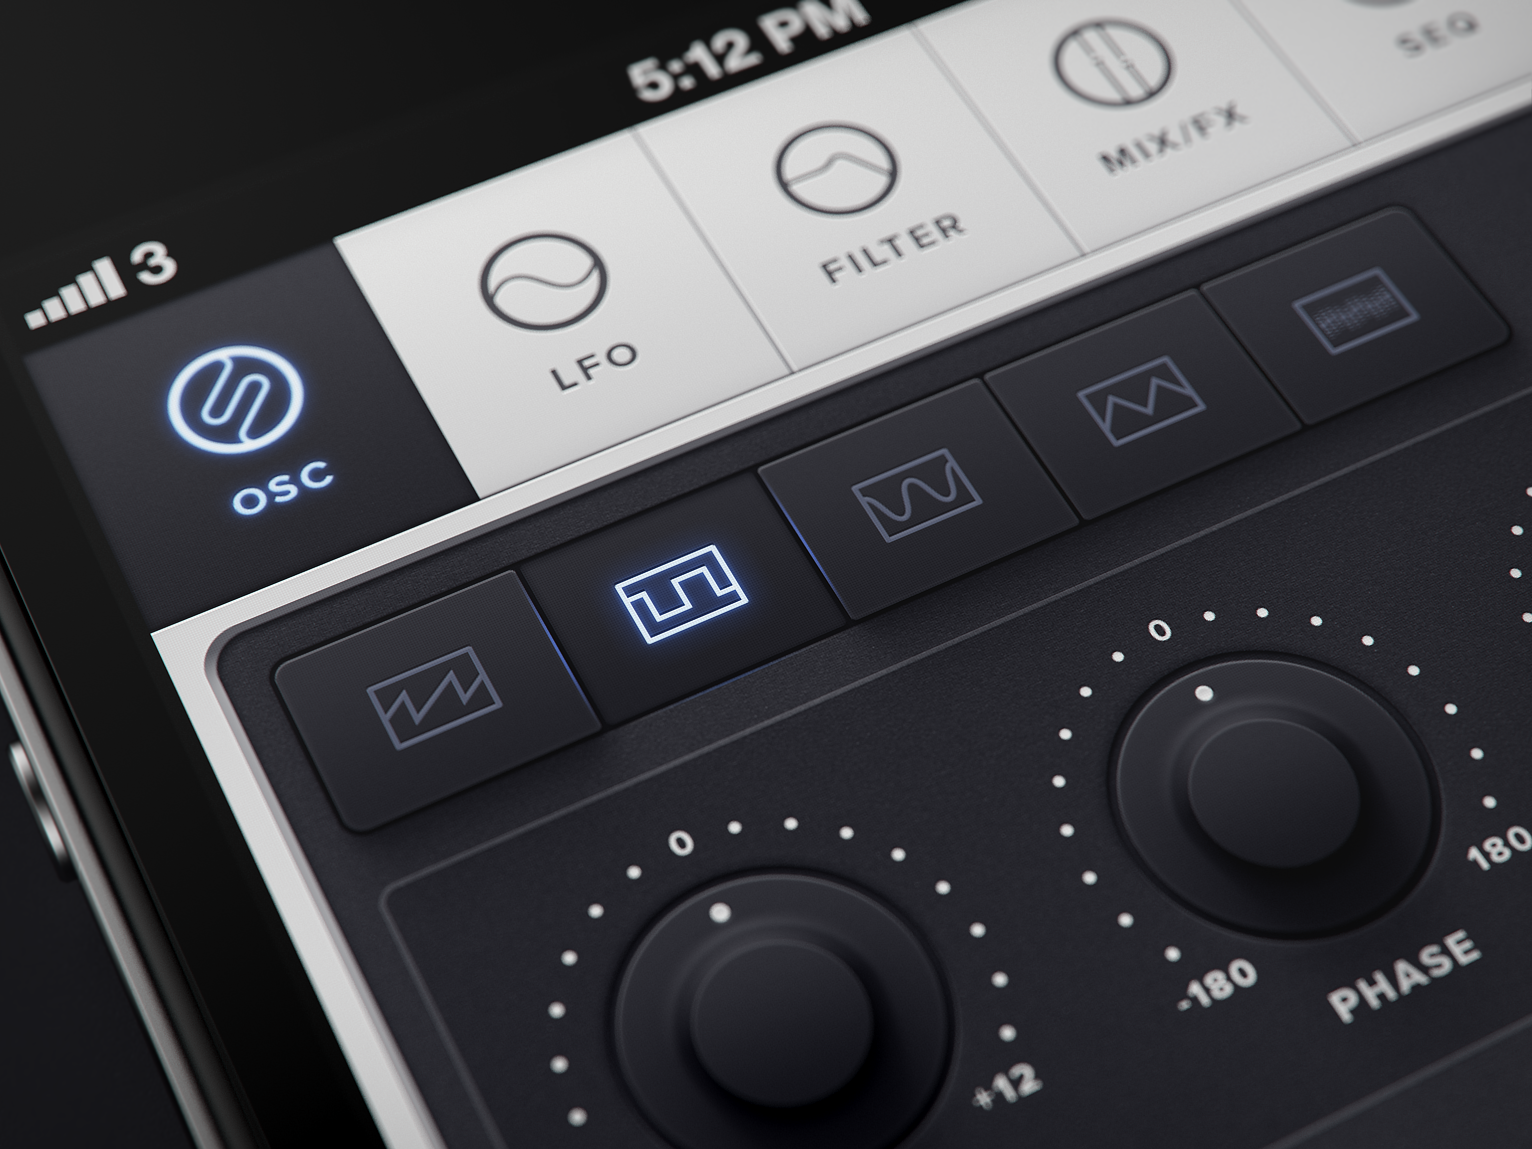 5:12 PM
3
OSC
LFO
FILTER
MIX/FX
SEQ
0
+12
0
-180
180
PHASE